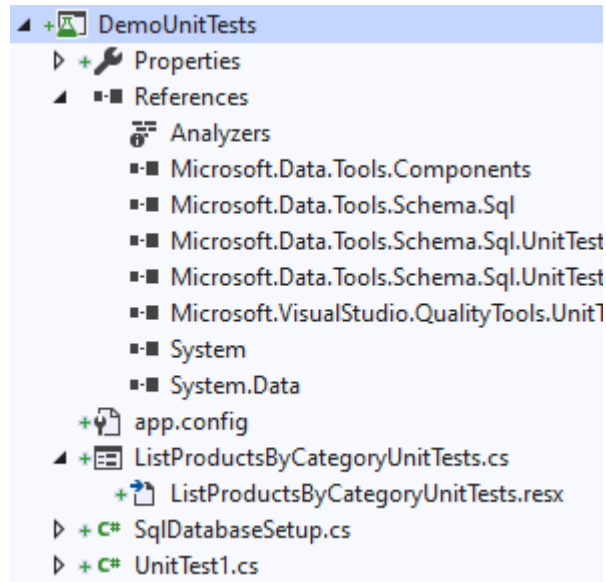 DemoUnitTests
Properties
References
Analyzers
Microsoft.Data.Tools.Components
Microsoft.Data.Tools.Schema.Sql
Microsoft.Data.Tools.Schema.Sql.UnitTest
Microsoft.Data.Tools.Schema.Sql.UnitTest
Microsoft.VisualStudio.QualityTools.UnitT
System
System.Data
app.config
ListProductsByCategoryUnitTests.cs
ListProductsByCategoryUnitTests.resx
C# SqlDatabaseSetup.cs
C# UnitTest1.cs